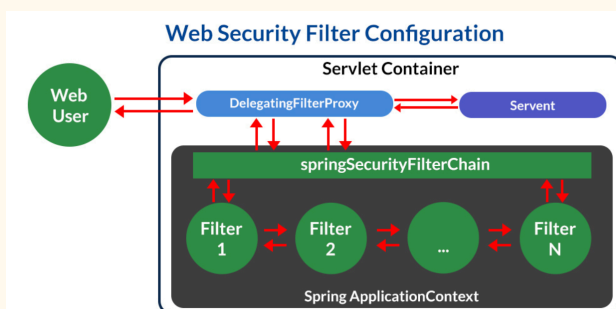 Web Security Filter Configuration
Servlet Container
Web
User
DelegatingFilterProxy
Servent
springSecurityFilterChain
Filter
1
Filter
2
...
Filter
N
Spring ApplicationContext